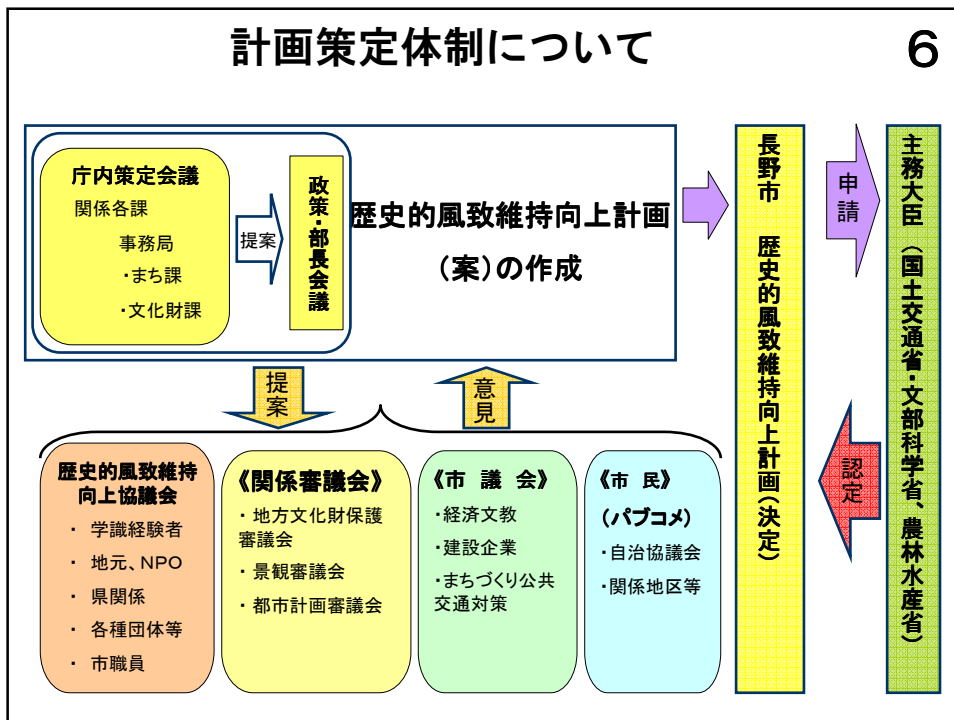 計画策定体制について
6
庁内策定会議
関係各課
事務局
・まち課
・文化財課
提案
政策・部長会議
歴史的風致維持向上計画
(案)の作成
長野市 歴史的風致維持向上計画(決定)
申請
主務大臣(国土交通省・文部科学省、農林水産省)
認定
提案
意見
歴史的風致維持
向上協議会
・ 学識経験者
・ 地元、NPO
・ 県関係
・ 各種団体等
・ 市職員
《関係審議会》
・地方文化財保護
審議会
・景観審議会
・都市計画審議会
《市 議 会》
・経済文教
・建設企業
・まちづくり公共
交通対策
《市 民》
(パブコメ)
・自治協議会
・関係地区等